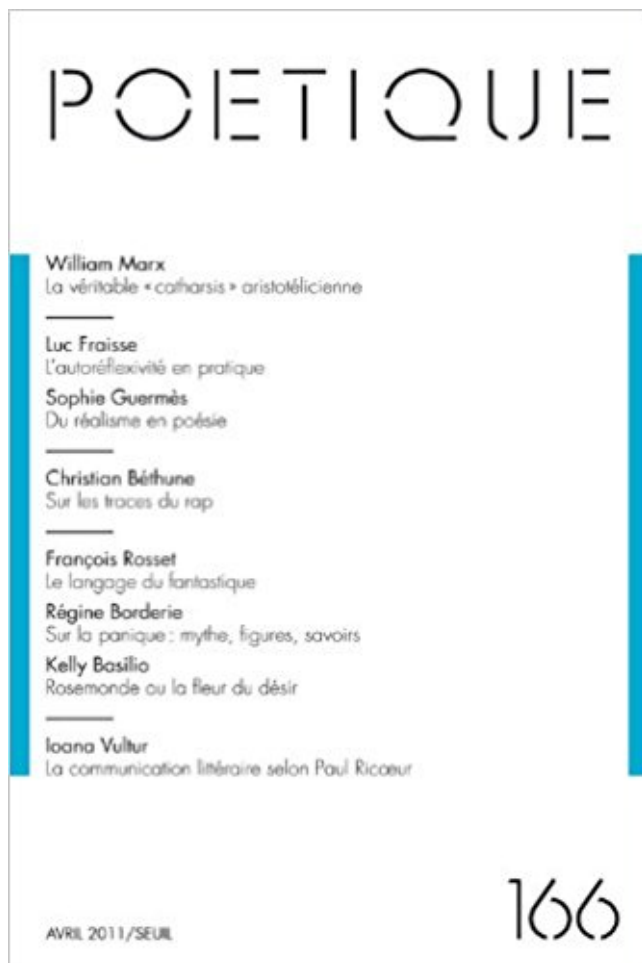 POETIQUE
William Marx
La véritable « catharsis » aristotélicienne
Luc Fraisse
L'autoréflexivité en pratique
Sophie Guermès
Du réalisme en poésie
Christian Béthune
Sur les traces du rap
François Rosset
Le langage du fantastique
Régine Borderie
Sur la panique : mythe, figures, savoirs
Kelly Basílio
Rosemonde ou la fleur du désir
Ioana Vultur
La communication littéraire selon Paul Ricœur
166
AVRIL 2011/SEUIL